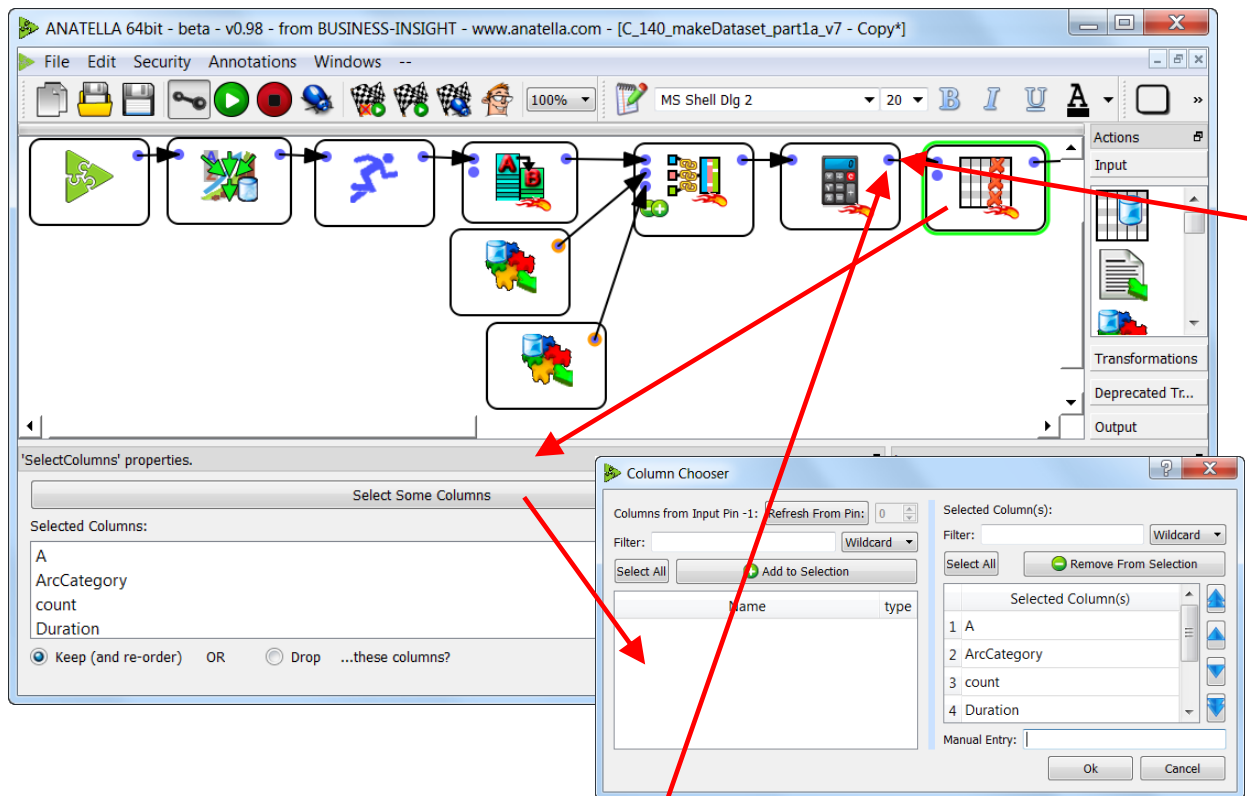 ANATELLA 64bit - beta - v0.98 - from BUSINESS-INSIGHT - www.anatella.com - [C_140_makeDataset_part1a_v7 - Copy*]
File Edit Security Annotations Windows --
100% MS Shell Dlg 2 20 B I U A »
Actions
Input
A B
Transformations
Deprecated Tr...
Output
'SelectColumns' properties.
Select Some Columns
Selected Columns:
A
ArcCategory
count
Duration
Keep (and re-order) OR Drop ...these columns?
Column Chooser
Columns from Input Pin -1: Refresh From Pin: 0
Filter: Wildcard
Select All Add to Selection
Name type
Selected Column(s):
Filter: Wildcard
Select All Remove From Selection
Selected Column(s)
1 A
2 ArcCategory
3 count
4 Duration
Manual Entry:
Ok Cancel